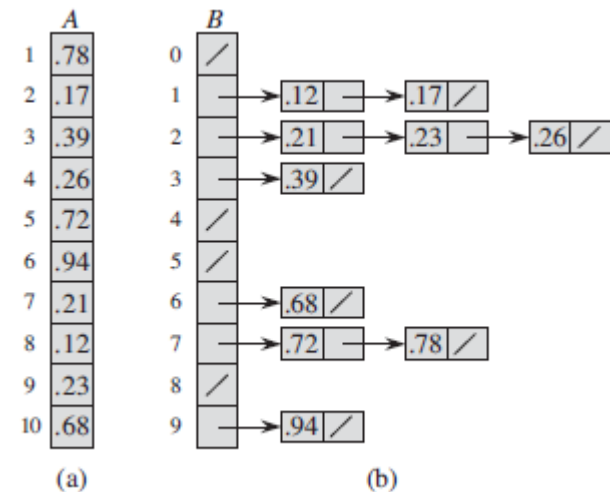 A B
1 .78 0 /
2 .17 1 .12 .17 /
3 .39 2 .21 .23 .26 /
4 .26 3 .39 /
5 .72 4 /
6 .94 5 /
7 .21 6 .68 /
8 .12 7 .72 .78 /
9 .23 8 /
10 .68 9 .94 /
(a) (b)